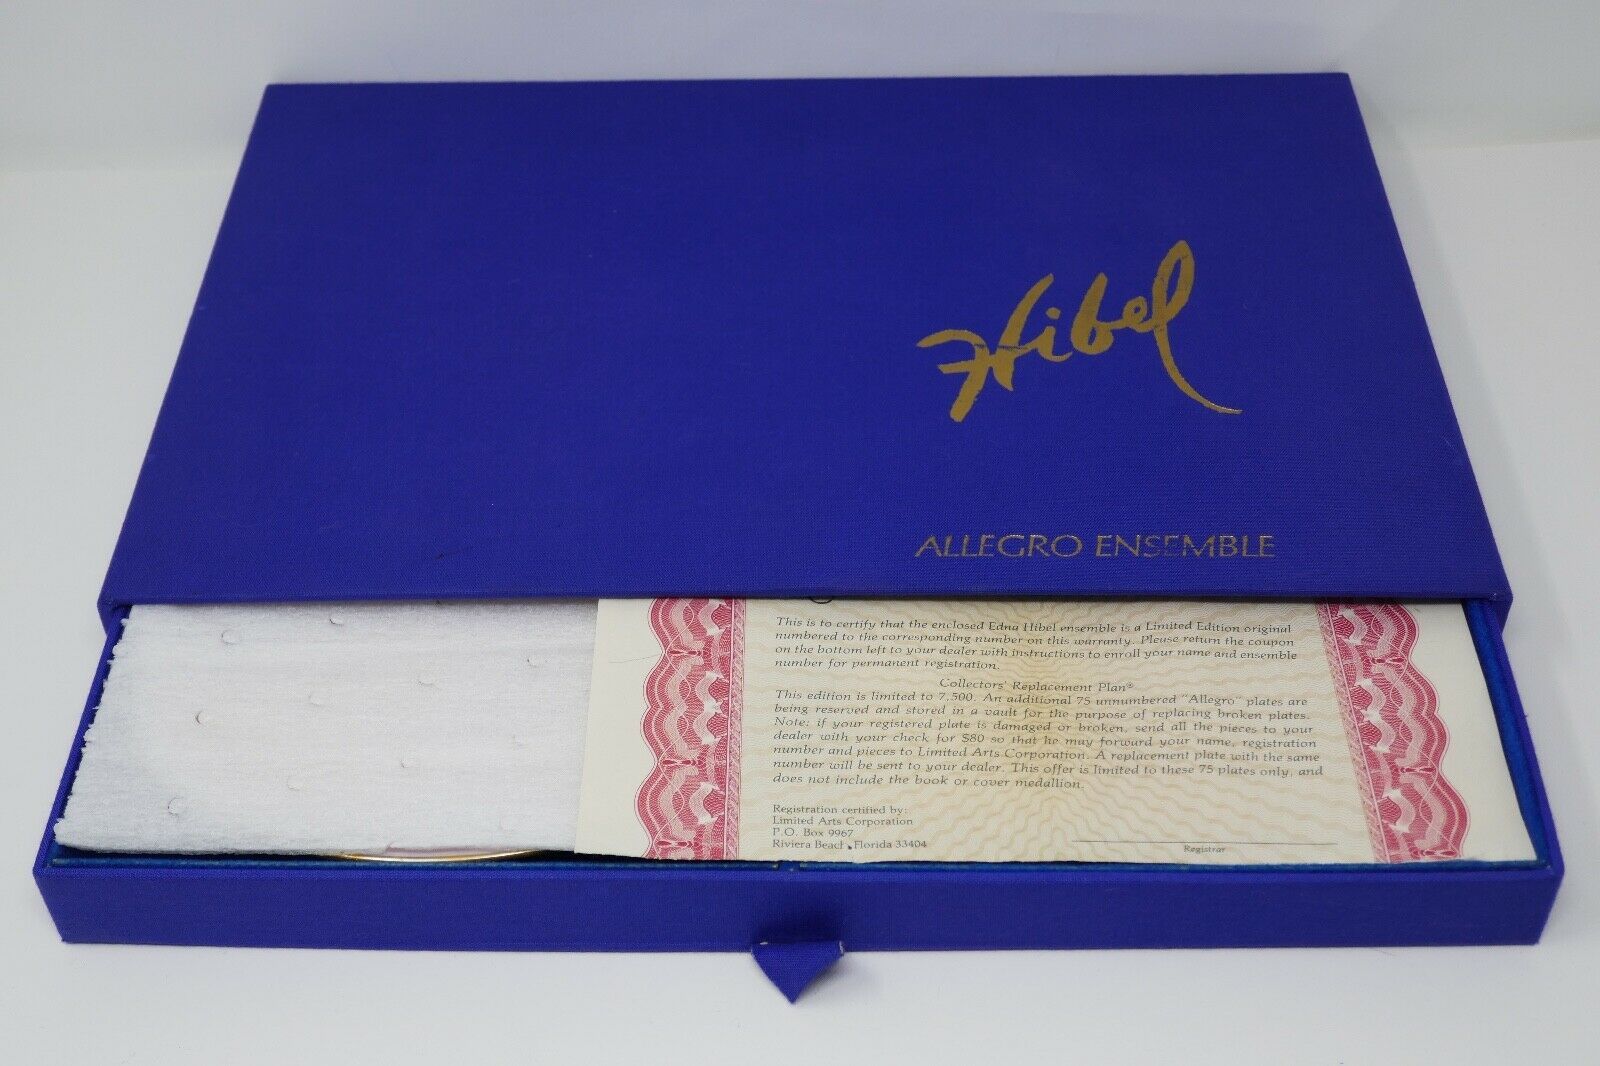 Hibel
ALLEGRO ENSEMBLE
This is to certify that the enclosed Edna Hibel ensemble is a Limited Edition original
numbered to the corresponding number on this warranty. Please return the coupon
on the bottom left to your dealer with instructions to enroll your name and ensemble
number for permanent registration.
Collectors' Replacement Plan®
This edition is limited to 7,500. An additional 75 unnumbered "Allegro" plates are
being reserved and stored in a vault for the purpose of replacing broken plates.
Note: if your registered plate is damaged or broken, send all the pieces to your
dealer with your check for $80 so that he may forward your name, registration
number and pieces to Limited Arts Corporation. A replacement plate with the same
number will be sent to your dealer. This offer is limited to these 75 plates only, and
does not include the book or cover medallion.
Registration certified by:
Limited Arts Corporation
P.O. Box 9967
Riviera Beach, Florida 33404
Registrar